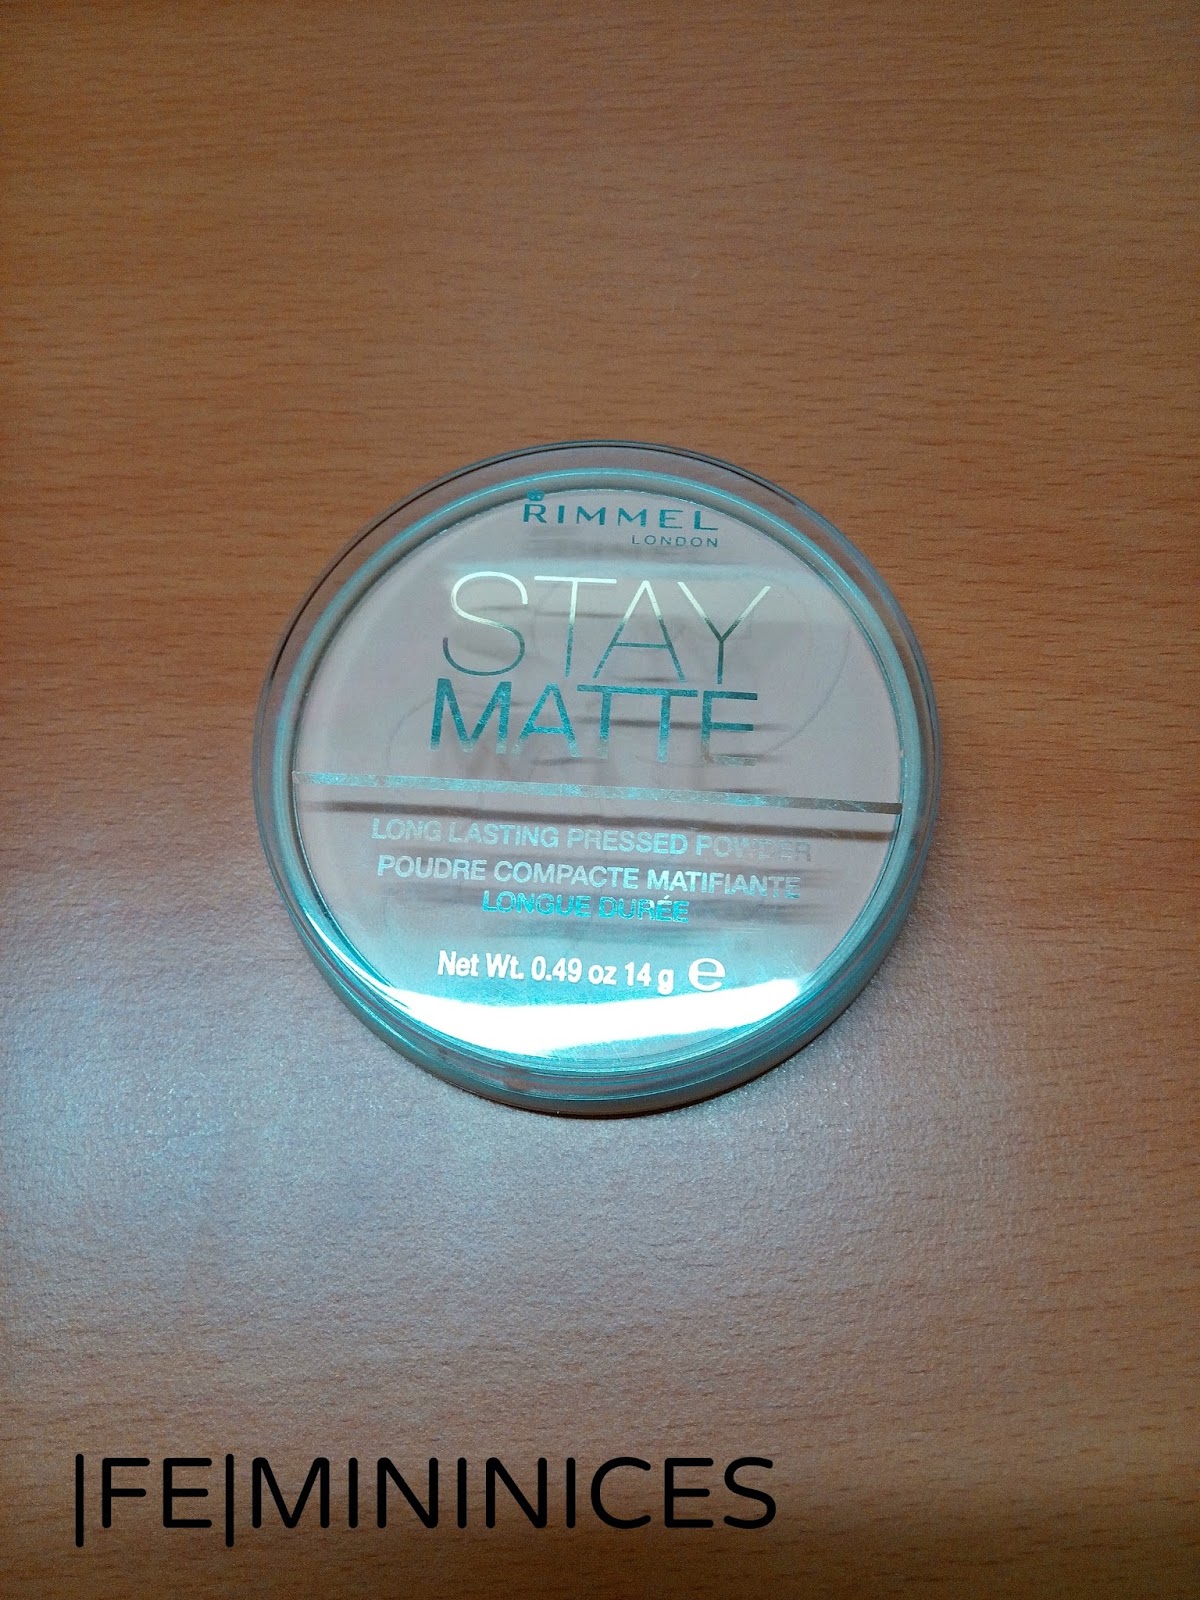 RIMMEL
LONDON
STAY
MATTE
LONG LASTING PRESSED POWDER
POUDRE COMPACTE MATIFIANTE
LONGUE DURÉE
Net Wt. 0.49 oz 14 g e
|FE|MININICES